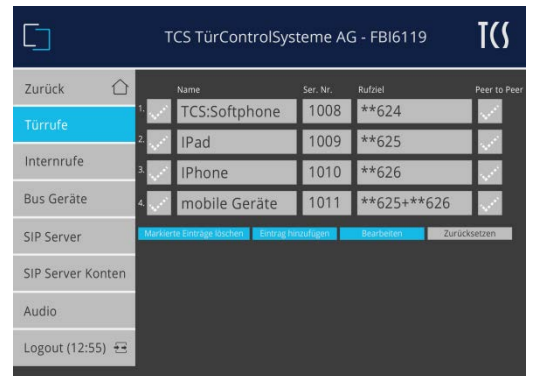 TCS TürControlSysteme AG - FBI6119
TCS
Zurück
Türrufe
Internrufe
Bus Geräte
SIP Server
SIP Server Konten
Audio
Logout (12:55)
Name Ser. Nr. Rufziel Peer to Peer
1. TCS:Softphone 1008 **624
2. IPad 1009 **625
3. IPhone 1010 **626
4. mobile Geräte 1011 **625+**626
Markierte Einträge löschen Eintrag hinzufügen Bearbeiten Zurücksetzen